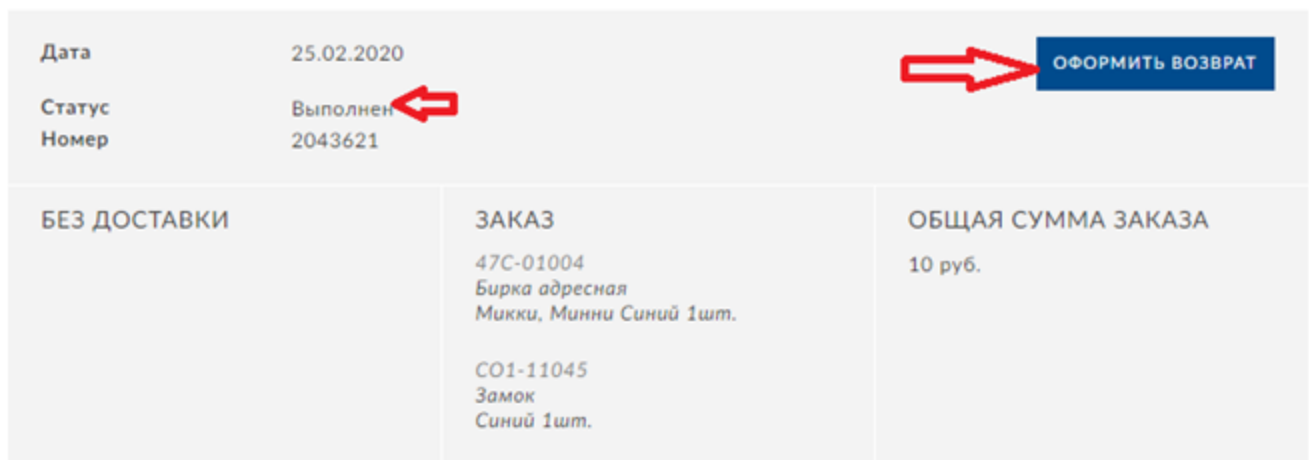 Дата 25.02.2020
ОФОРМИТЬ ВОЗВРАТ
Статус Выполнен
Номер 2043621
БЕЗ ДОСТАВКИ
ЗАКАЗ
47C-01004
Бирка адресная
Микки, Минни Синий 1шт.
CO1-11045
Замок
Синий 1шт.
ОБЩАЯ СУММА ЗАКАЗА
10 руб.